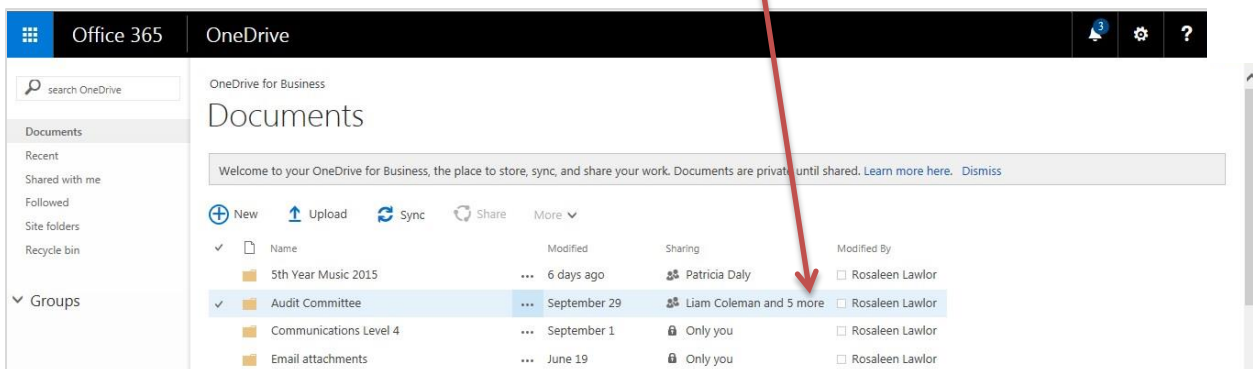 Office 365 OneDrive 3 ?
search OneDrive
Documents
Recent
Shared with me
Followed
Site folders
Recycle bin
Groups
OneDrive for Business
Documents
Welcome to your OneDrive for Business, the place to store, sync, and share your work. Documents are private until shared. Learn more here. Dismiss
New Upload Sync Share More
Name Modified Sharing Modified By
5th Year Music 2015 ... 6 days ago Patricia Daly Rosaleen Lawlor
Audit Committee ... September 29 Liam Coleman and 5 more Rosaleen Lawlor
Communications Level 4 ... September 1 Only you Rosaleen Lawlor
Email attachments ... June 19 Only you Rosaleen Lawlor